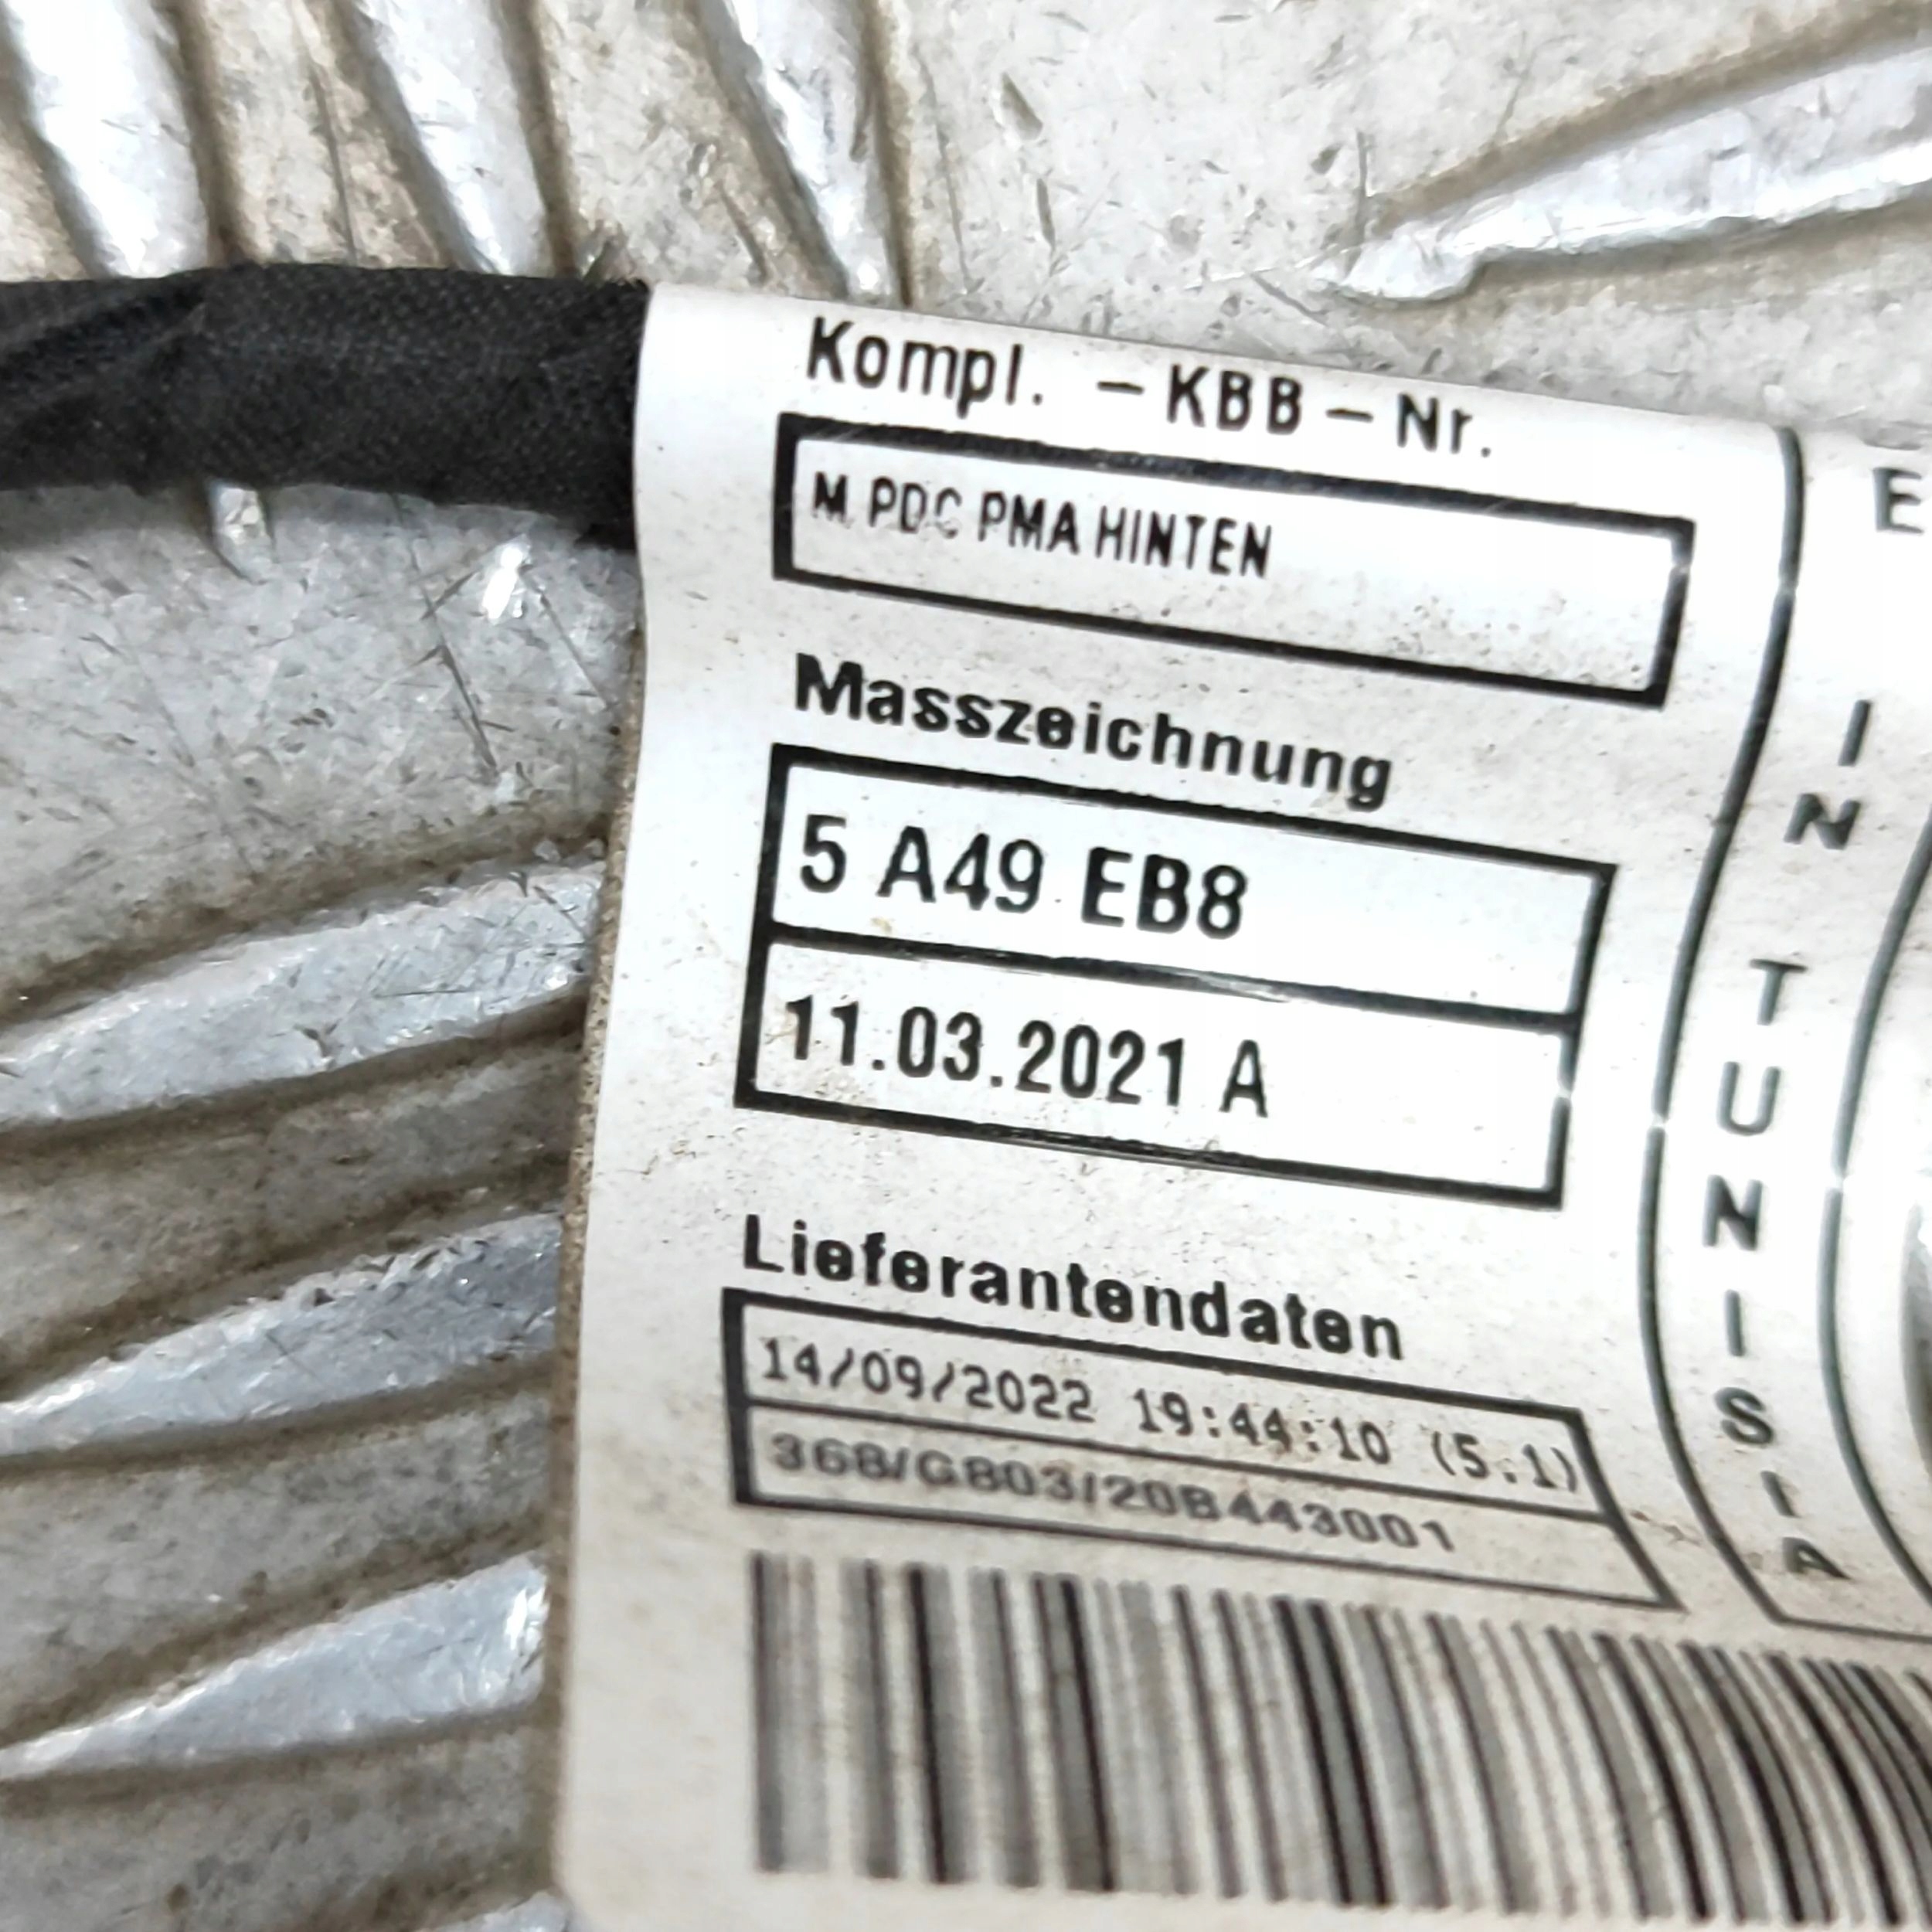 Kompl. – KBB – Nr.
M. PDC PMA HINTEN
Masszeichnung
5 A49 EB8
11.03.2021 A
Lieferantendaten
14/09/2022 19:44:10 (5.1)
368/G803/20B443001
E IN TUNISIA